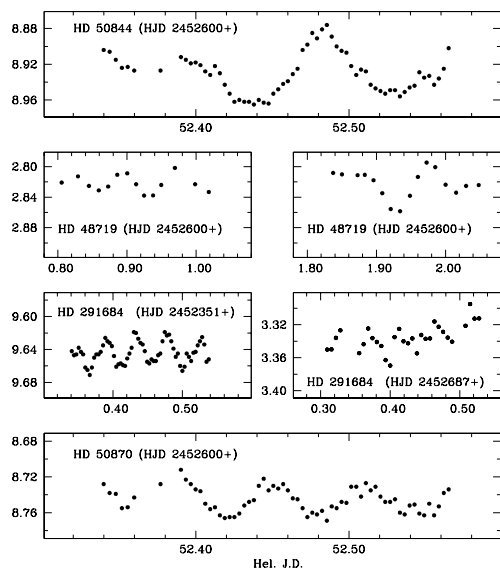 HD 50844 (HJD 2452600+)
8.88
8.92
8.96
52.40 52.50
2.80
2.84
2.88
HD 48719 (HJD 2452600+)
0.80 0.90 1.00
HD 48719 (HJD 2452600+)
1.90 2.00
HD 291684 (HJD 2452351+)
9.60
9.64
9.68
0.40 0.50
3.32
3.36
3.40
HD 291684 (HJD 2452687+)
0.30 0.40 0.50
HD 50870 (HJD 2452600+)
8.68
8.72
8.76
52.40 52.50
Hel. J.D.